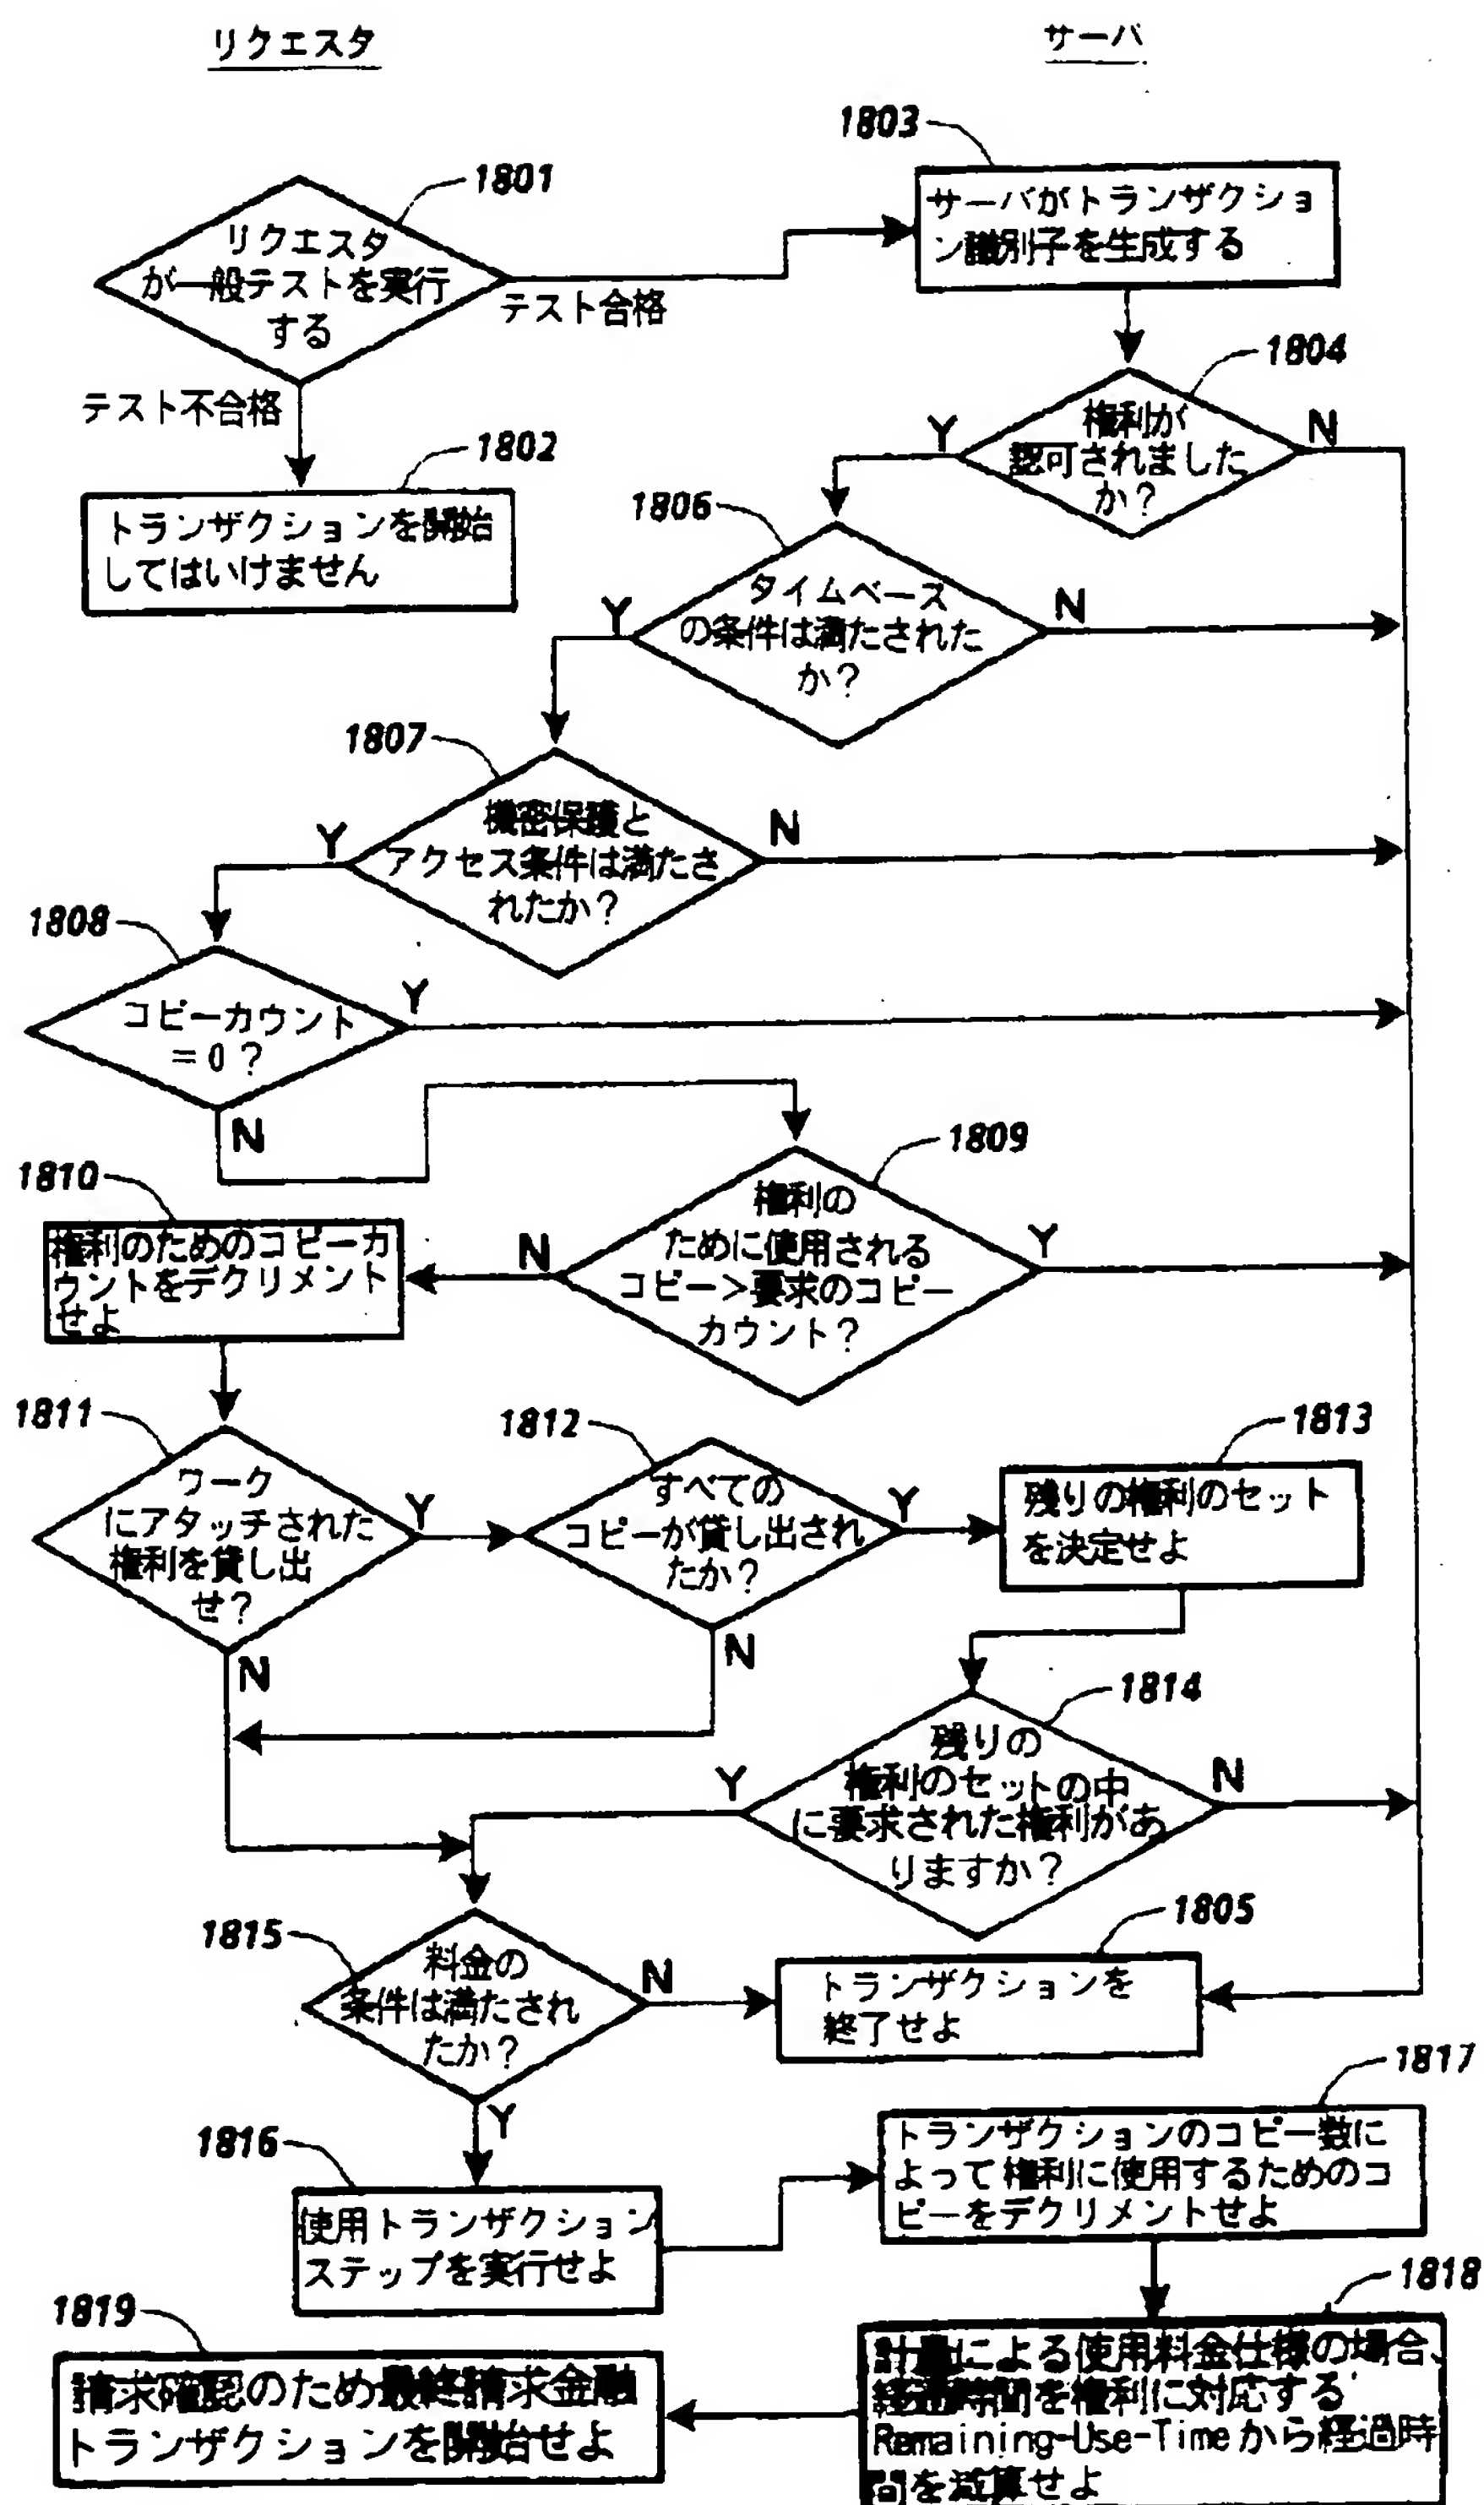 リクエスタ
サーバ
1803
1801
サーバがトランザクショ
ン識別子を生成する
リクエスタ
が一般テストを実行
する
テスト合格
1804
テスト不合格
権利が
認可されました
か?
Y
N
1802
トランザクションを開始
してはいけません
1806
タイムベース
の条件は満たされた
か?
Y
N
1807
機密保護と
アクセス条件は満たさ
れたか?
Y
N
1808
コピーカウント
=0?
Y
N
1809
権利の
ために使用される
コピー>要求のコピー
カウント?
N
Y
1810
権利のためのコピーカ
ウントをデクリメント
せよ
1811
ワーク
にアタッチされた
権利を貸し出
せ?
Y
N
1812
すべての
コピーが貸し出され
たか?
Y
N
1813
残りの権利のセット
を決定せよ
1814
残りの
権利のセットの中
に要求された権利があ
りますか?
Y
N
1805
トランザクションを
終了せよ
1815
料金の
条件は満たされ
たか?
N
Y
1816
使用トランザクション
ステップを実行せよ
1817
トランザクションのコピー数に
よって権利に使用するためのコ
ピーをデクリメントせよ
1818
計量による使用料金仕様の場合、
経過時間を権利に対応する
Remaining-Use-Timeから経過時
間を減算せよ
1819
請求確認のため最終請求金融
トランザクションを開始せよ